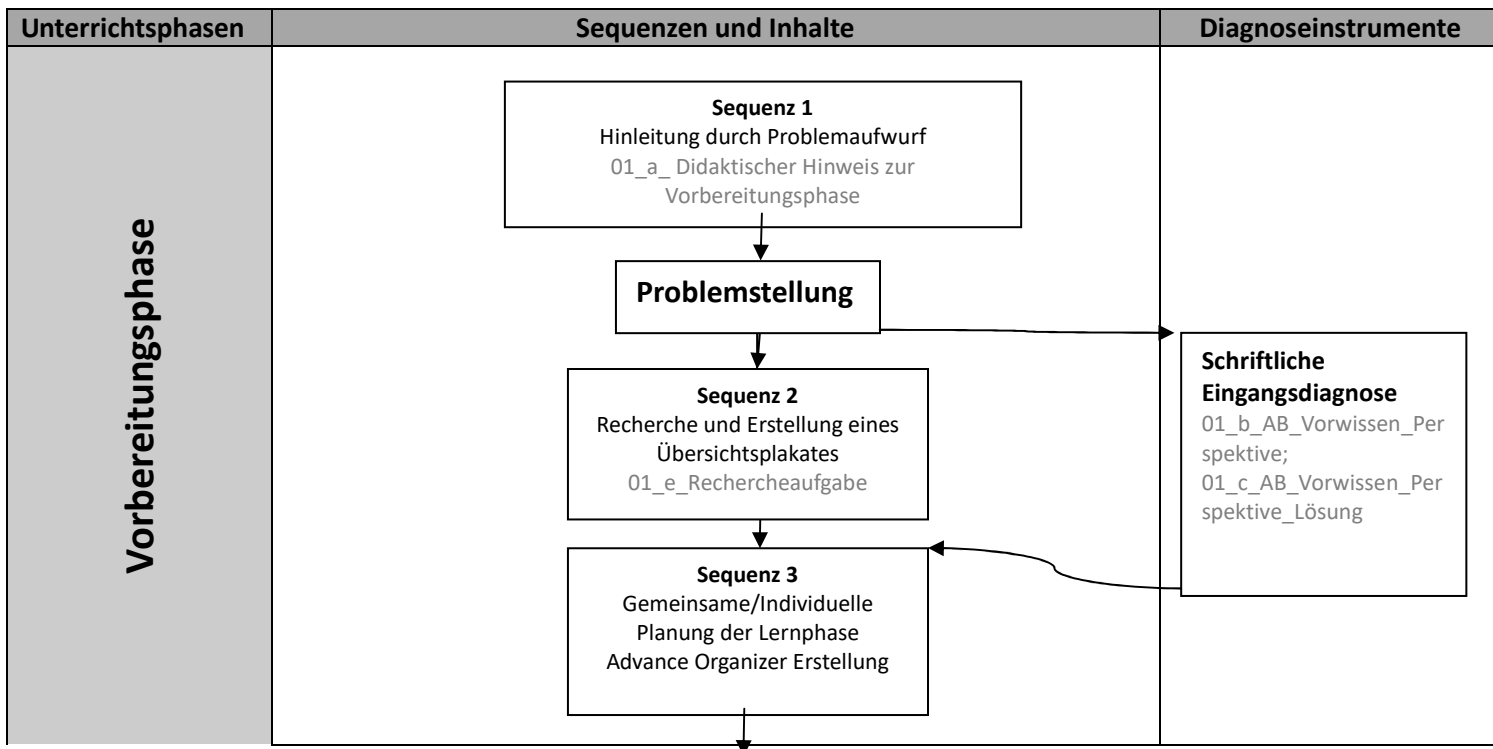 Unterrichtsphasen
Sequenzen und Inhalte
Diagnoseinstrumente
Vorbereitungsphase
Sequenz 1
Hinleitung durch Problemaufwurf
01_a_ Didaktischer Hinweis zur
Vorbereitungsphase
Problemstellung
Sequenz 2
Recherche und Erstellung eines
Übersichtsplakates
01_e_Rechercheaufgabe
Schriftliche
Eingangsdiagnose
01_b_AB_Vorwissen_Per
spektive;
01_c_AB_Vorwissen_Per
spektive_Lösung
Sequenz 3
Gemeinsame/Individuelle
Planung der Lernphase
Advance Organizer Erstellung